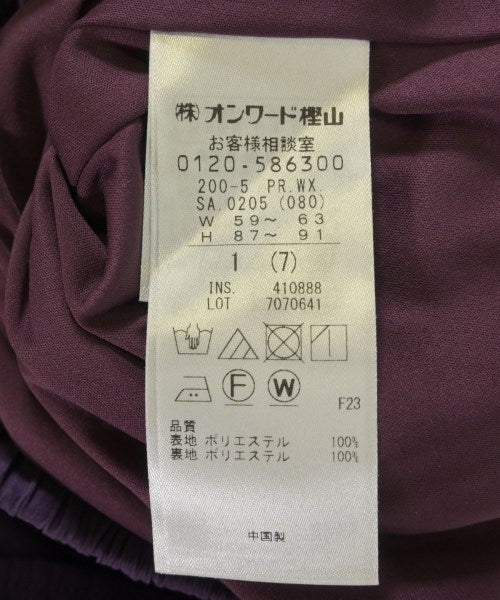 (株)オンワード樫山
お客様相談室
0120-586300
200-5 PR.WX.
SA.0205 (080)
W 59～ 63
H 87～ 91
1 (7)
INS. 410888
LOT 7070641
F W
F23
品質
表地 ポリエステル 100%
裏地 ポリエステル 100%
中国製